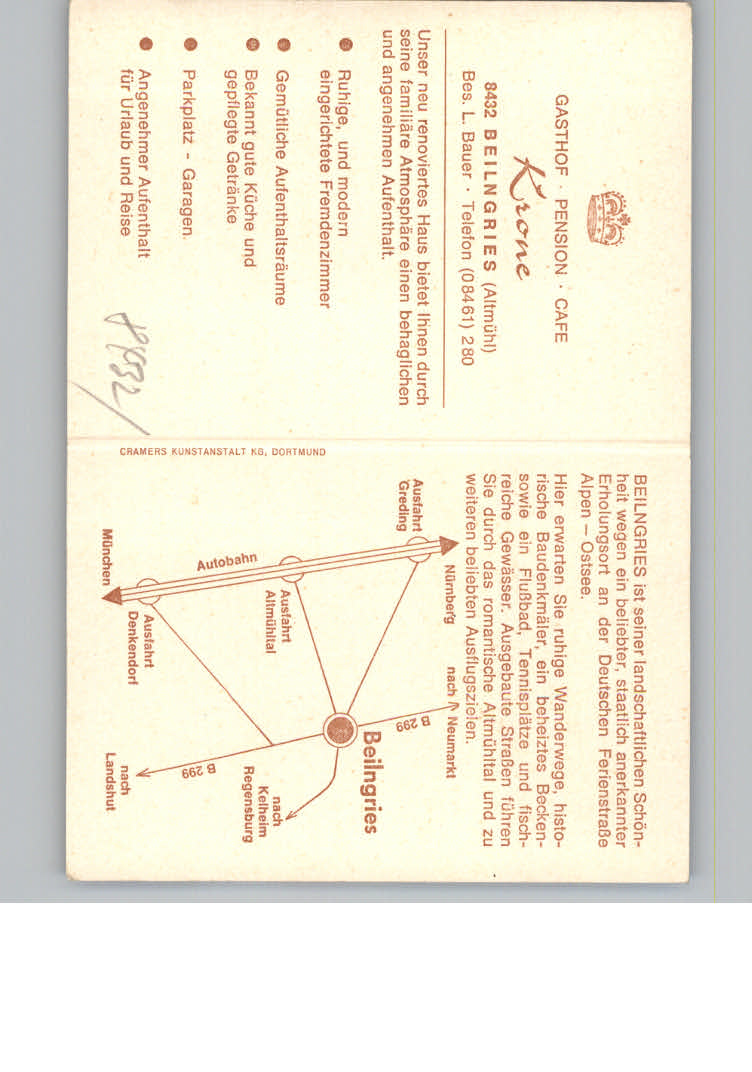 GASTHOF · PENSION · CAFE
Krone
8432 BEILNGRIES (Altmühl)
Bes. L. Bauer · Telefon (08461) 280
Unser neu renoviertes Haus bietet Ihnen durch
seine familiäre Atmosphäre einen behaglichen
und angenehmen Aufenthalt.
Ruhige, und modern
eingerichtete Fremdenzimmer
Gemütliche Aufenthaltsräume
Bekannt gute Küche und
gepflegte Getränke
Parkplatz - Garagen.
Angenehmer Aufenthalt
für Urlaub und Reise
8432/
CRAMERS KUNSTANSTALT KG, DORTMUND
BEILNGRIES ist seiner landschaftlichen Schön-
heit wegen ein beliebter, staatlich anerkannter
Erholungsort an der Deutschen Ferienstraße
Alpen – Ostsee.
Hier erwarten Sie ruhige Wanderwege, histo-
rische Baudenkmäler, ein beheiztes Becken-
sowie ein Flußbad, Tennisplätze und fisch-
reiche Gewässer. Ausgebaute Straßen führen
Sie durch das romantische Altmühltal und zu
weiteren beliebten Ausflugszielen.
Nürnberg
nach Neumarkt
Ausfahrt
Greding
B 299
Beilngries
Autobahn
Ausfahrt
Altmühltal
nach
Kelheim
Regensburg
B 299
Ausfahrt
Denkendorf
München
nach
Landshut